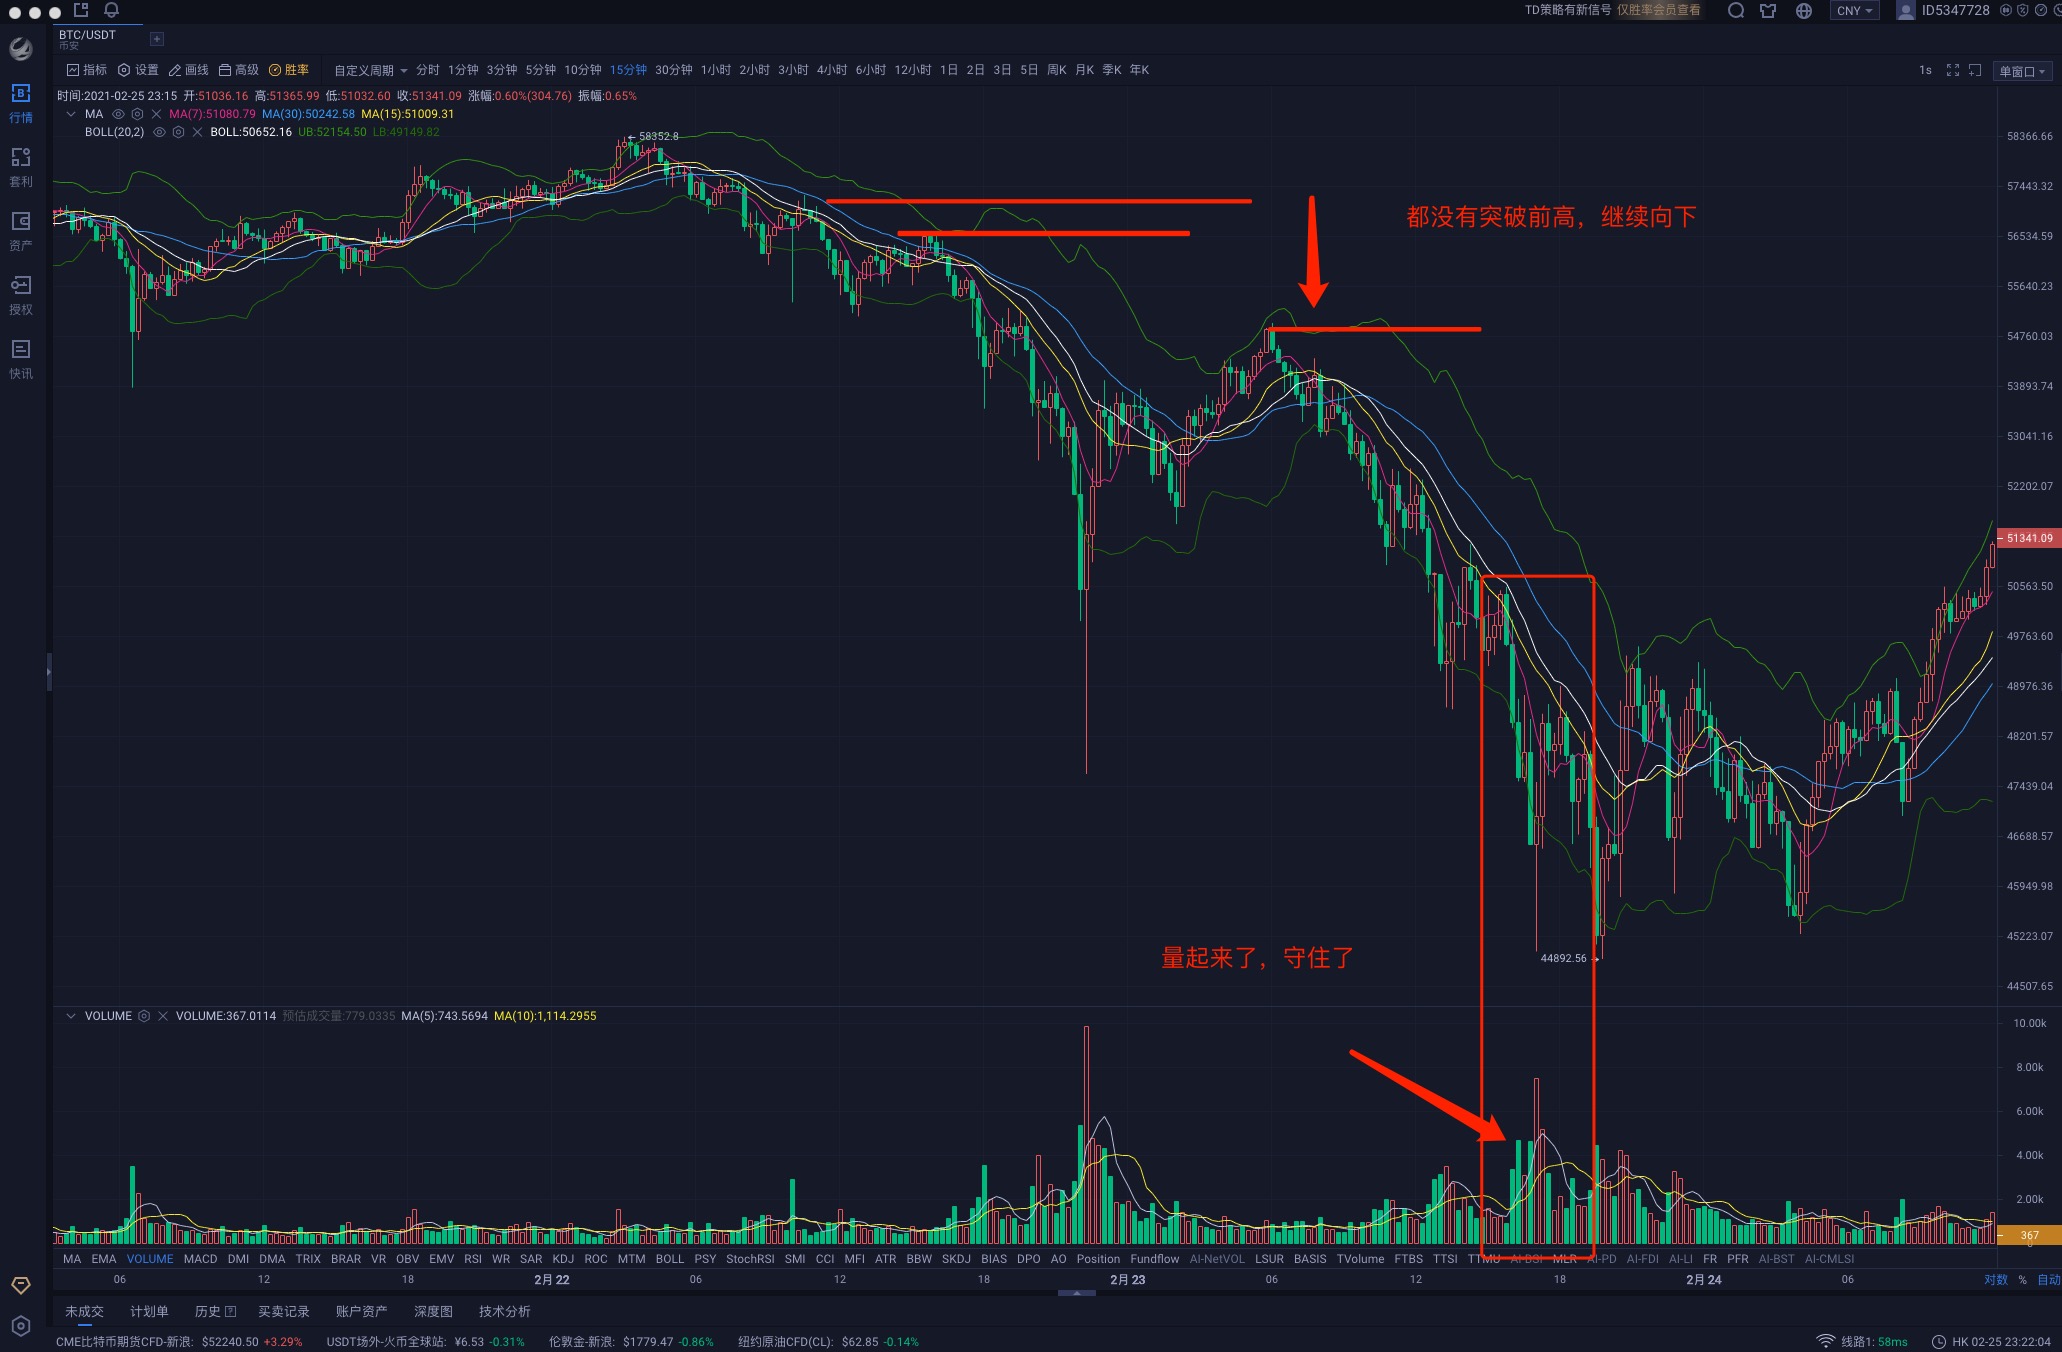 TD策略有新信号 仅胜率会员查看 CNY ID5347728
BTC/USDT
币安
指标 设置 画线 高级 胜率 自定义周期 分时 1分钟 3分钟 5分钟 10分钟 15分钟 30分钟 1小时 2小时 3小时 4小时 6小时 12小时 1日 2日 3日 5日 周K 月K 季K 年K 1s 单窗口
时间:2021-02-25 23:15 开:51036.16 高:51365.99 低:51032.60 收:51341.09 涨幅:0.60%(304.76) 振幅:0.65%
MA MA(7):51080.79 MA(30):50242.58 MA(15):51009.31
BOLL(20,2) BOLL:50652.16 UB:52154.50 LB:49149.82
行情
套利
资产
授权
快讯
58352.8
都没有突破前高，继续向下
量起来了，守住了
44892.56
58366.66
57443.32
56534.59
55640.23
54760.03
53893.74
53041.16
52202.07
51341.09
50563.50
49763.60
48976.36
48201.57
47439.04
46688.57
45949.98
45223.07
44507.65
VOLUME VOLUME:367.0114 预估成交量:779.0335 MA(5):743.5694 MA(10):1,114.2955
10.00k
8.00k
6.00k
4.00k
2.00k
367
MA EMA VOLUME MACD DMI DMA TRIX BRAR VR OBV EMV RSI WR SAR KDJ ROC MTM BOLL PSY StochRSI SMI CCI MFI ATR BBW SKDJ BIAS DPO AO Position Fundflow AI-NetVOL LSUR BASIS TVolume FTBS TTSI TTMU AI-DSI MLR AI-PD AI-FDI AI-LI FR PFR AI-BST AI-CMLSI
06 12 18 2月 22 06 12 18 2月 23 06 12 18 2月 24 06 对数 % 自动
未成交 计划单 历史 买卖记录 账户资产 深度图 技术分析
CME比特币期货CFD-新浪: $52240.50 +3.29% USDT场外-火币全球站: ¥6.53 -0.31% 伦敦金-新浪: $1779.47 -0.86% 纽约原油CFD(CL): $62.85 -0.14% 线路1: 58ms HK 02-25 23:22:04